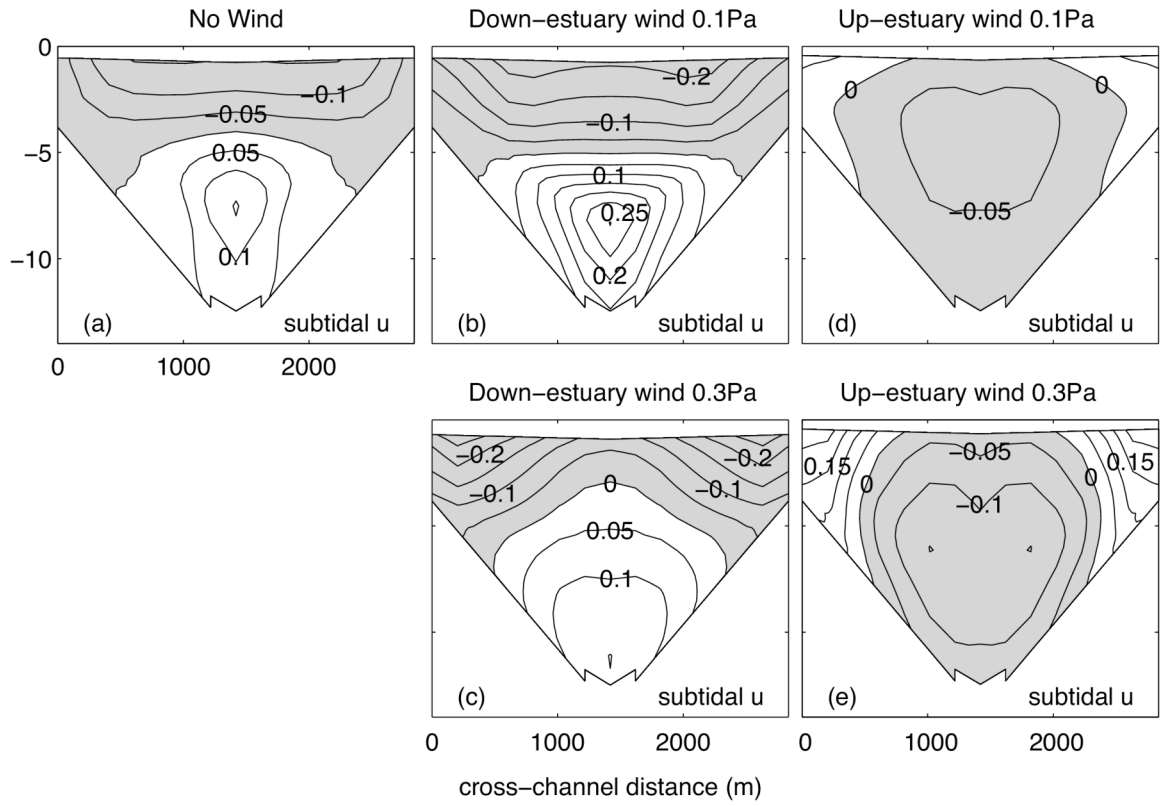 No Wind
Down−estuary wind 0.1Pa
Up−estuary wind 0.1Pa
0
−5
−10
−0.1
−0.05
0.05
0.1
(a)
subtidal u
0
1000
2000
−0.2
−0.1
0.1
0.25
0.2
(b)
subtidal u
0
0
−0.05
(d)
subtidal u
Down−estuary wind 0.3Pa
Up−estuary wind 0.3Pa
−0.2
−0.2
−0.1
0
−0.1
0.05
0.1
(c)
subtidal u
0
1000
2000
−0.05
0.15
0.15
0
0
−0.1
(e)
subtidal u
0
1000
2000
cross−channel distance (m)